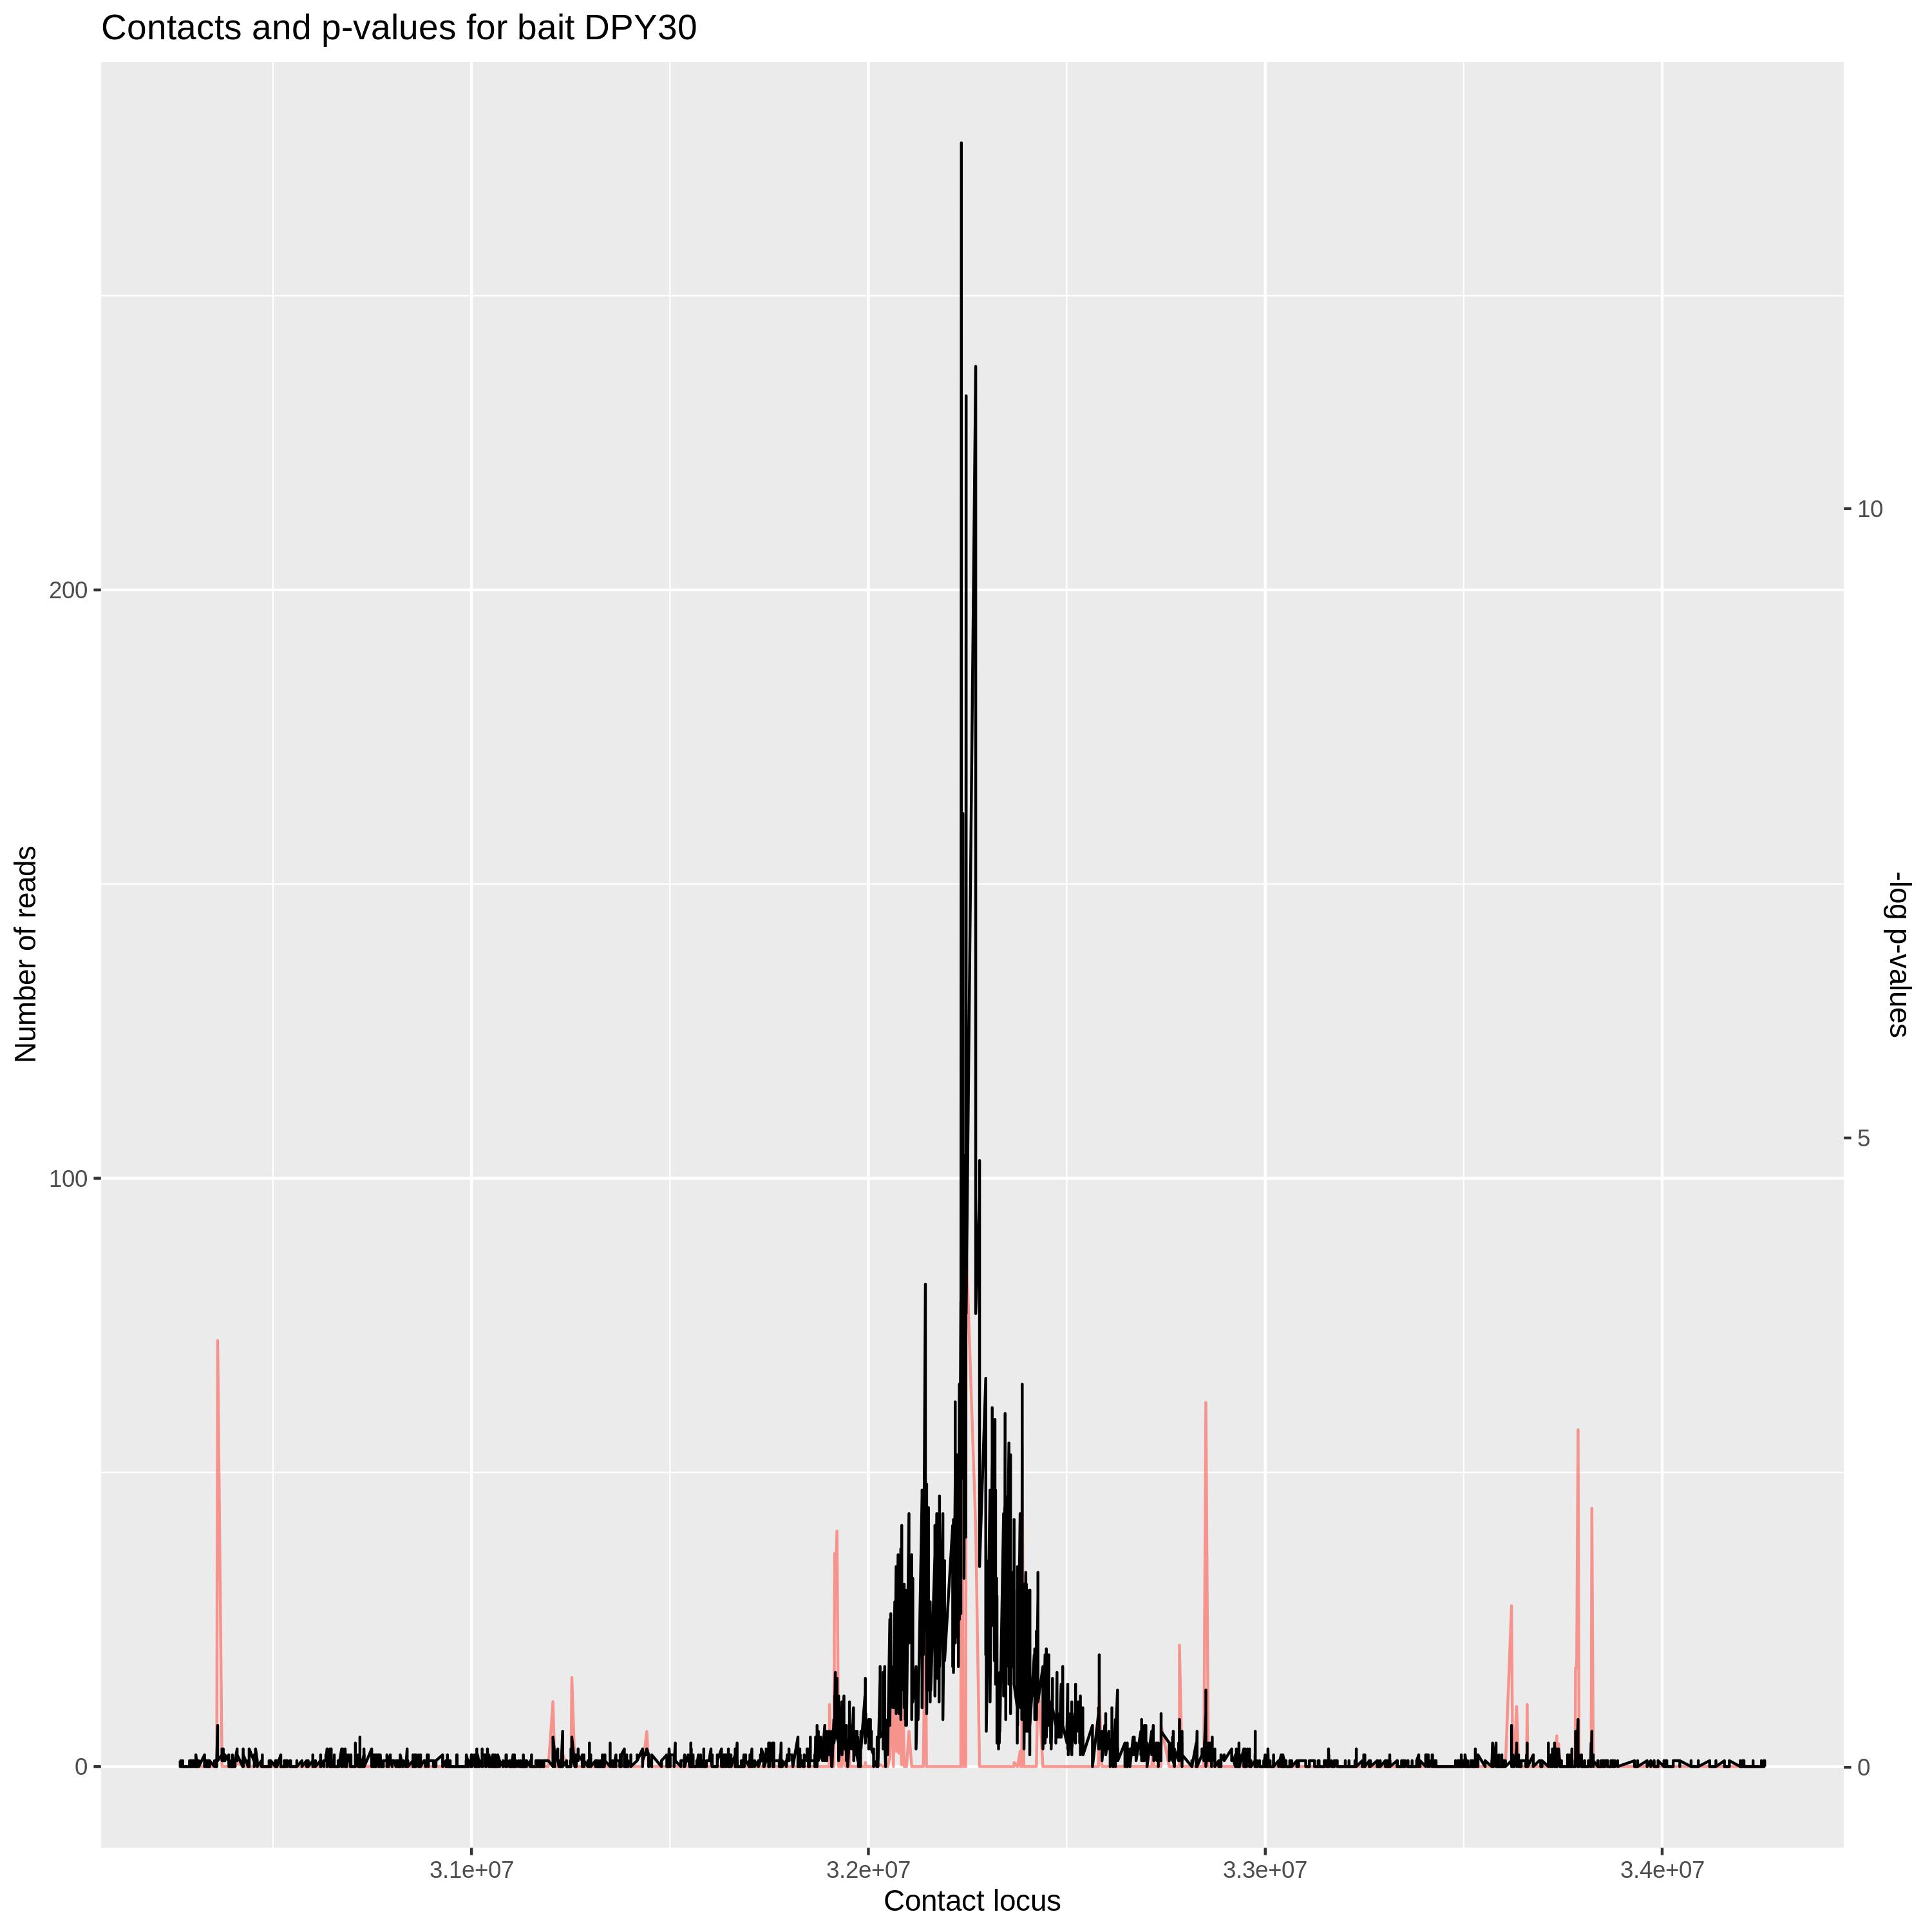 Contacts and p-values for bait DPY30
Number of reads
200
100
0
10
5
0
-log p-values
3.1e+07 3.2e+07 3.3e+07 3.4e+07
Contact locus